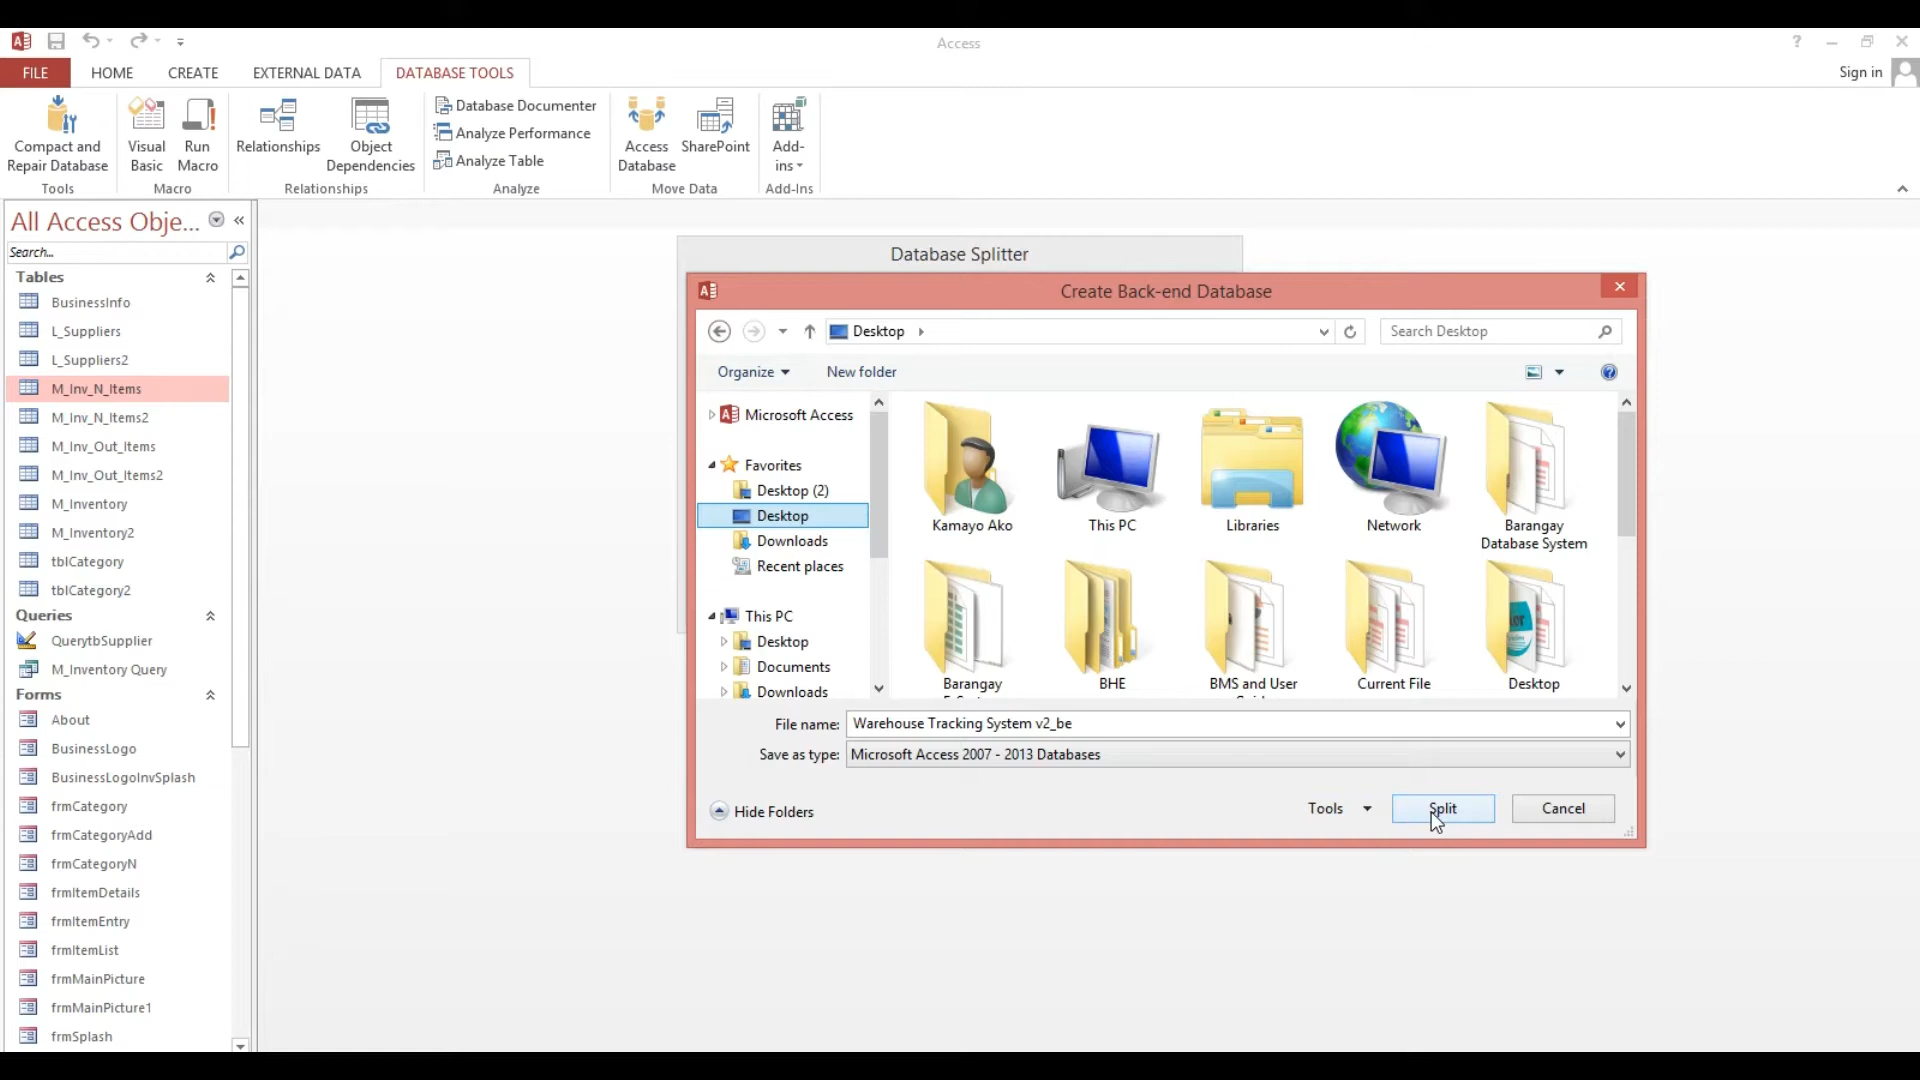 Access
?
FILE
HOME
CREATE
EXTERNAL DATA
DATABASE TOOLS
Sign in
Compact and
Repair Database
Visual
Basic
Run
Macro
Relationships
Object
Dependencies
Database Documenter
Analyze Performance
Analyze Table
Access
Database
SharePoint
Add-
ins
Tools
Macro
Relationships
Analyze
Move Data
Add-Ins
All Access Obje...
Search...
Tables
BusinessInfo
L_Suppliers
L_Suppliers2
M_Inv_N_Items
M_Inv_N_Items2
M_Inv_Out_Items
M_Inv_Out_Items2
M_Inventory
M_Inventory2
tblCategory
tblCategory2
Queries
QuerytbSupplier
M_Inventory Query
Forms
About
BusinessLogo
BusinessLogoInvSplash
frmCategory
frmCategoryAdd
frmCategoryN
frmItemDetails
frmItemEntry
frmItemList
frmMainPicture
frmMainPicture1
frmSplash
Database Splitter
Create Back-end Database
Desktop
Search Desktop
Organize
New folder
Microsoft Access
Favorites
Desktop (2)
Desktop
Downloads
Recent places
This PC
Desktop
Documents
Downloads
Kamayo Ako
This PC
Libraries
Network
Barangay
Database System
Barangay
BHE
BMS and User
Current File
Desktop
File name: Warehouse Tracking System v2_be
Save as type: Microsoft Access 2007 - 2013 Databases
Hide Folders
Tools
Split
Cancel